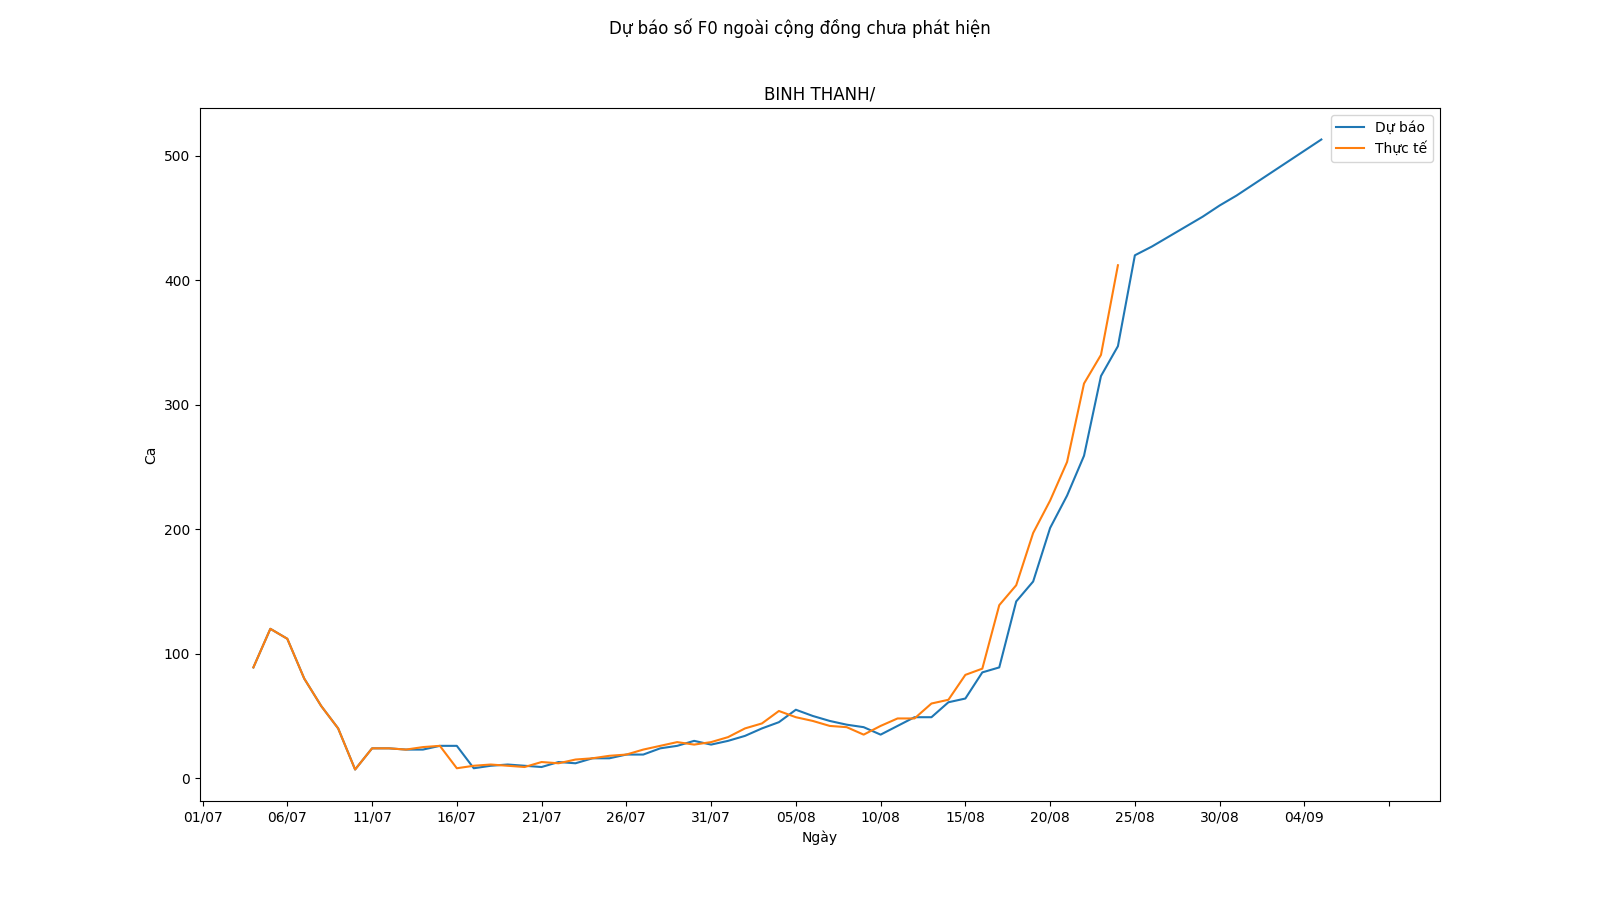 Dự báo số F0 ngoài cộng đồng chưa phát hiện
BINH THANH/
Dự báo
Thực tế
500
400
300
200
100
0
Ca
01/07 06/07 11/07 16/07 21/07 26/07 31/07 05/08 10/08 15/08 20/08 25/08 30/08 04/09
Ngày